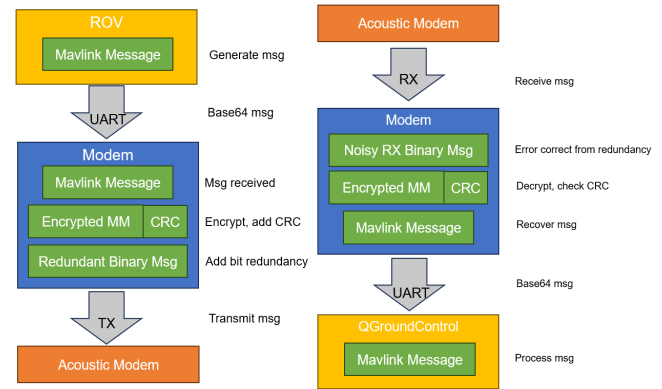 ROV
Mavlink Message
Generate msg
UART
Base64 msg
Modem
Mavlink Message
Msg received
Encrypted MM
CRC
Encrypt, add CRC
Redundant Binary Msg
Add bit redundancy
TX
Transmit msg
Acoustic Modem
Acoustic Modem
RX
Receive msg
Modem
Noisy RX Binary Msg
Error correct from redundancy
Encrypted MM
CRC
Decrypt, check CRC
Mavlink Message
Recover msg
UART
Base64 msg
QGroundControl
Mavlink Message
Process msg